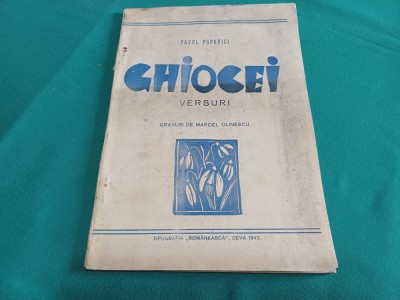 PAVEL POPOVICI
GHIOCEI
VERSURI
GRAVURI DE MARCEL OLINESCU
TIPOGRAFIA „ROMÂNEASCĂ”, DEVA 1942.